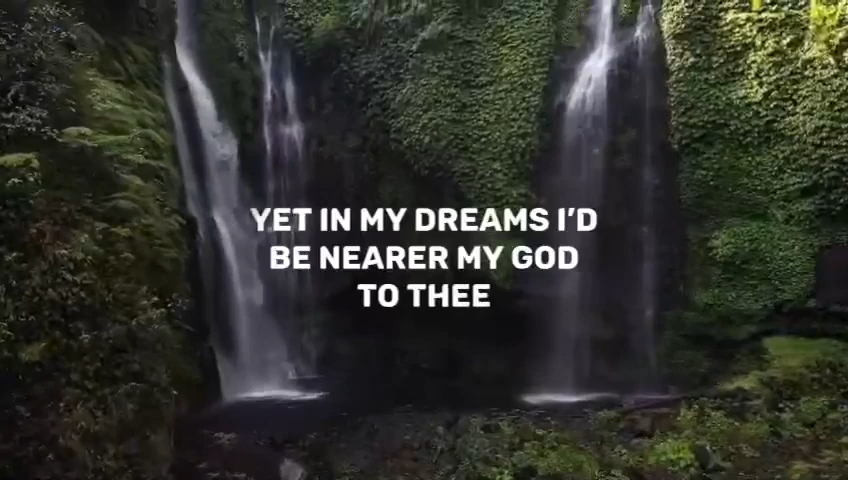 YET IN MY DREAMS I’D
BE NEARER MY GOD
TO THEE